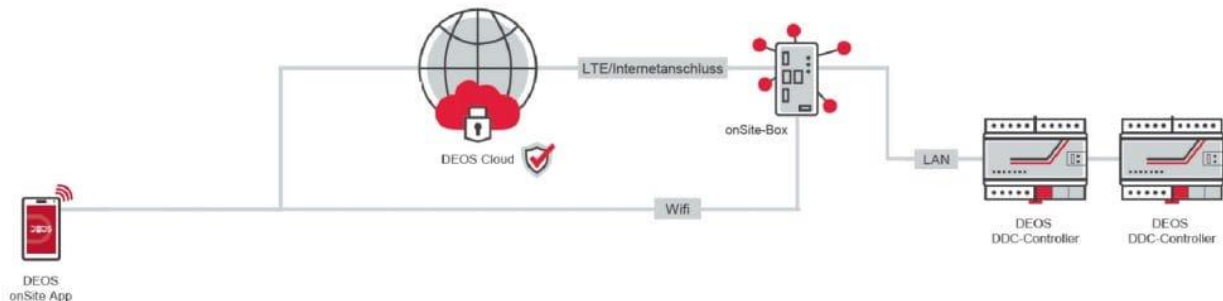 LTE/Internetanschluss
onSite-Box
DEOS Cloud
LAN
Wifi
DEOS
DEOS
onSite App
DEOS
DDC-Controller
DEOS
DDC-Controller